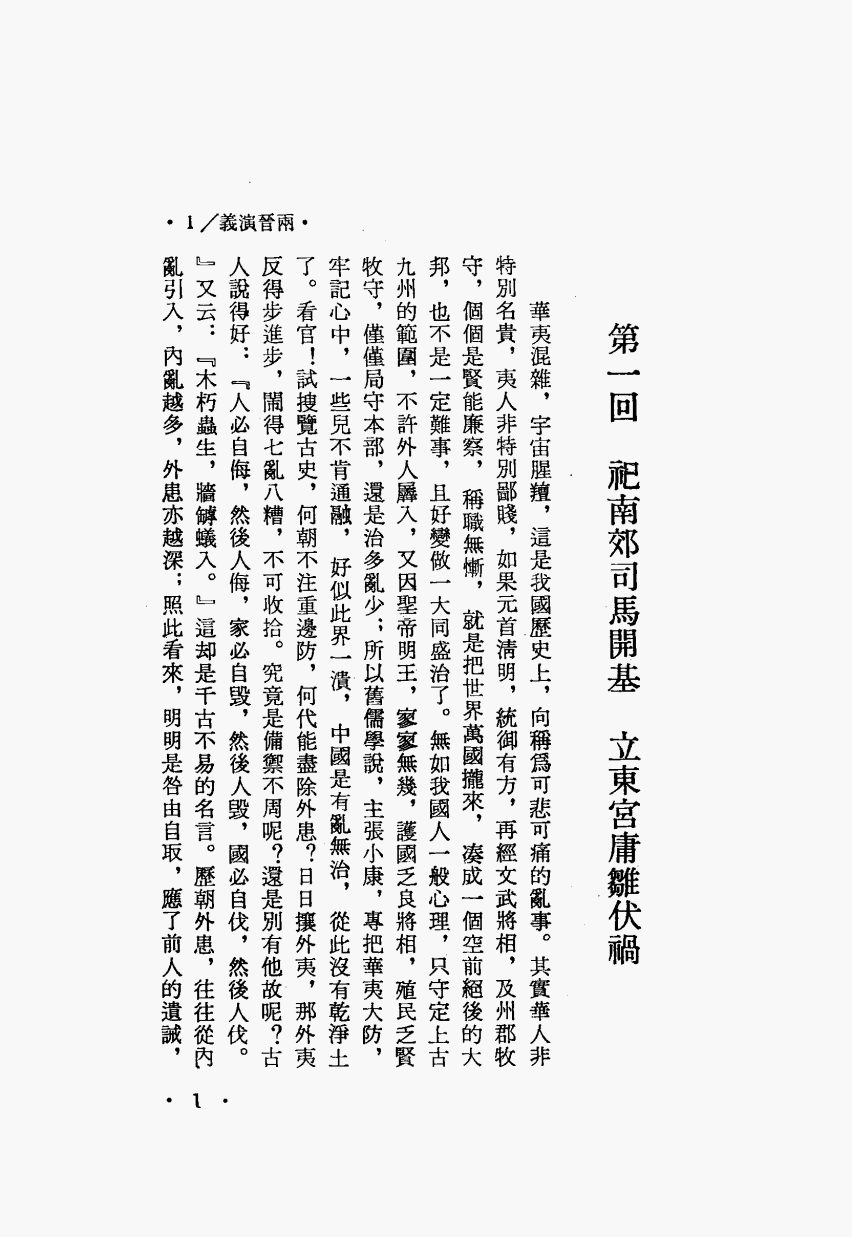 ·兩晉演義/1·
第一回　祀南郊司馬開基　立東宮庸雛伏禍
華夷混雜，宇宙腥羶，這是我國歷史上，向稱爲可悲可痛的亂事。其實華人非
特別名貴，夷人非特別鄙賤，如果元首清明，統御有方，再經文武將相，及州郡牧
守，個個是賢能廉察，稱職無慚，就是把世界萬國攏來，湊成一個空前絕後的大
邦，也不是一定難事，且好變做一大同盛治了。無如我國人一般心理，只守定上古
九州的範圍，不許外人羼入，又因聖帝明王，寥寥無幾，護國乏良將相，殖民乏賢
牧守，僅僅局守本部，還是治多亂少；所以舊儒學說，主張小康，專把華夷大防，
牢記心中，一些兒不肯通融，好似此界一潰，中國是有亂無治，從此沒有乾淨土
了。看官！試搜覽古史，何朝不注重邊防，何代能盡除外患？日日攘外夷，那外夷
反得步進步，鬧得七亂八糟，不可收拾。究竟是備禦不周呢？還是別有他故呢？古
人說得好：『人必自侮，然後人侮，家必自毀，然後人毀，國必自伐，然後人伐。
』又云：『木朽蟲生，牆罅蟻入。』這却是千古不易的名言。歷朝外患，往往從內
亂引入，內亂越多，外患亦越深；照此看來，明明是咎由自取，應了前人的遺誡，
·1·